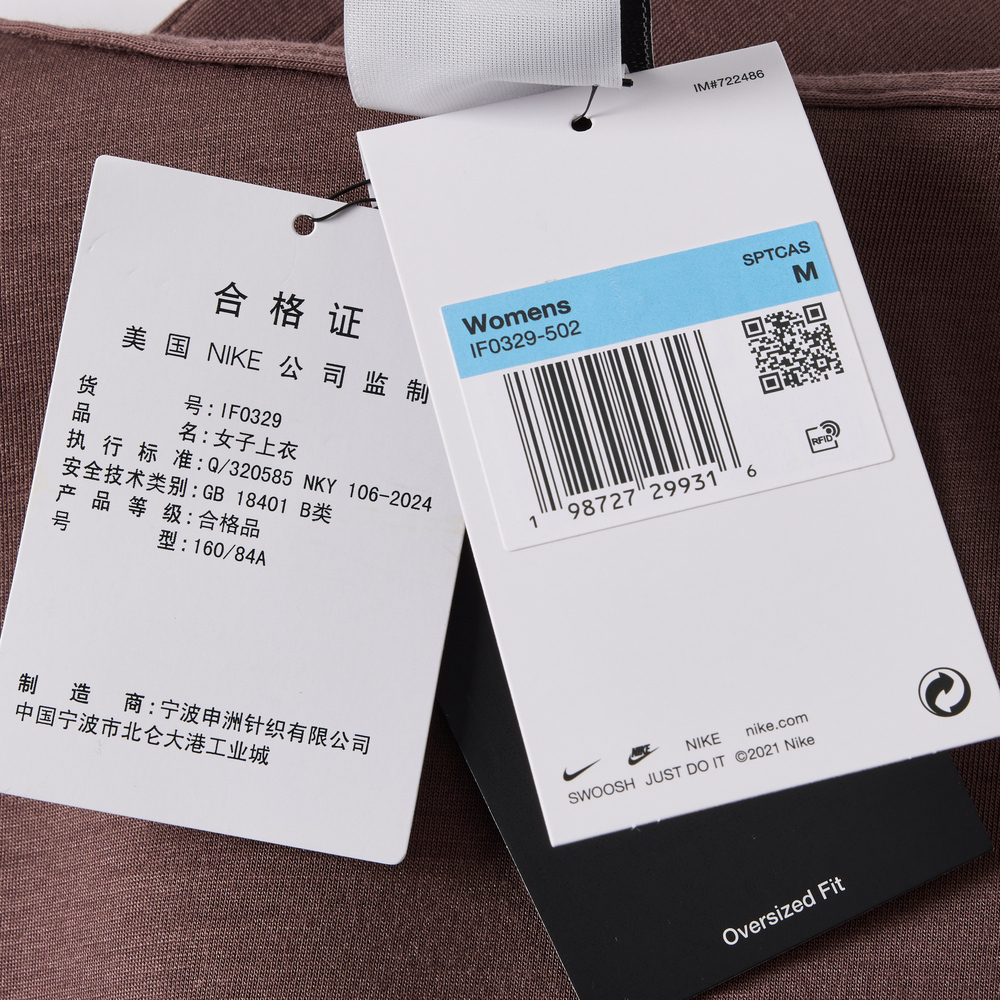 合格证
美国NIKE公司监制
货 号:IF0329
品 名:女子上衣
执行标准:Q/320585 NKY 106-2024
安全技术类别:GB 18401 B类
产品等级:合格品
号 型:160/84A
制造商:宁波申洲针织有限公司
中国宁波市北仑大港工业城
IM#722486
SPTCAS
M
Womens
IF0329-502
RFID
1 98727 29931 6
NIKE nike.com
SWOOSH JUST DO IT ©2021 Nike
Oversized Fit